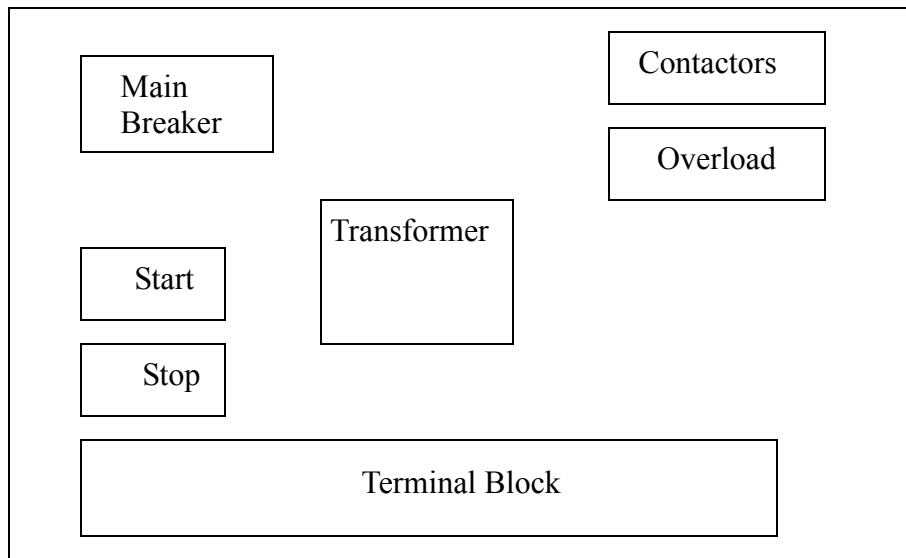 Main
Breaker
Contactors
Overload
Transformer
Start
Stop
Terminal Block